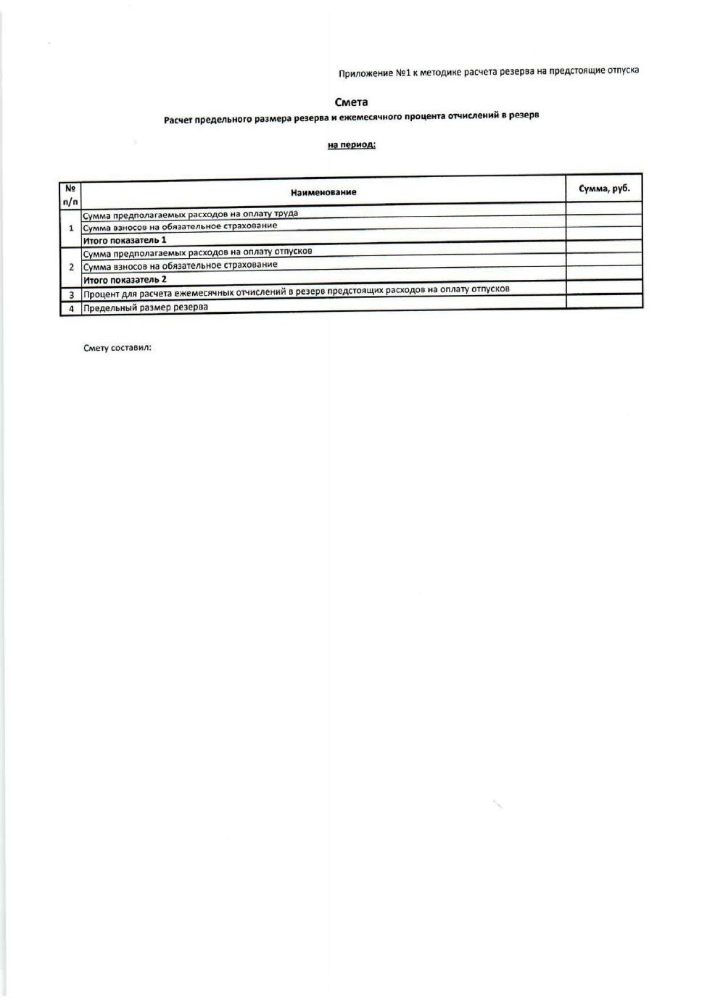 Приложение №1 к методике расчета резерва на предстоящие отпуска
Смета
Расчет предельного размера резерва и ежемесячного процента отчислений в резерв
на период:
№ п/п Наименование Сумма, руб.
1 Сумма предполагаемых расходов на оплату труда
Сумма взносов на обязательное страхование
Итого показатель 1
2 Сумма предполагаемых расходов на оплату отпусков
Сумма взносов на обязательное страхование
Итого показатель 2
3 Процент для расчета ежемесячных отчислений в резерв предстоящих расходов на оплату отпусков
4 Предельный размер резерва
Смету составил: